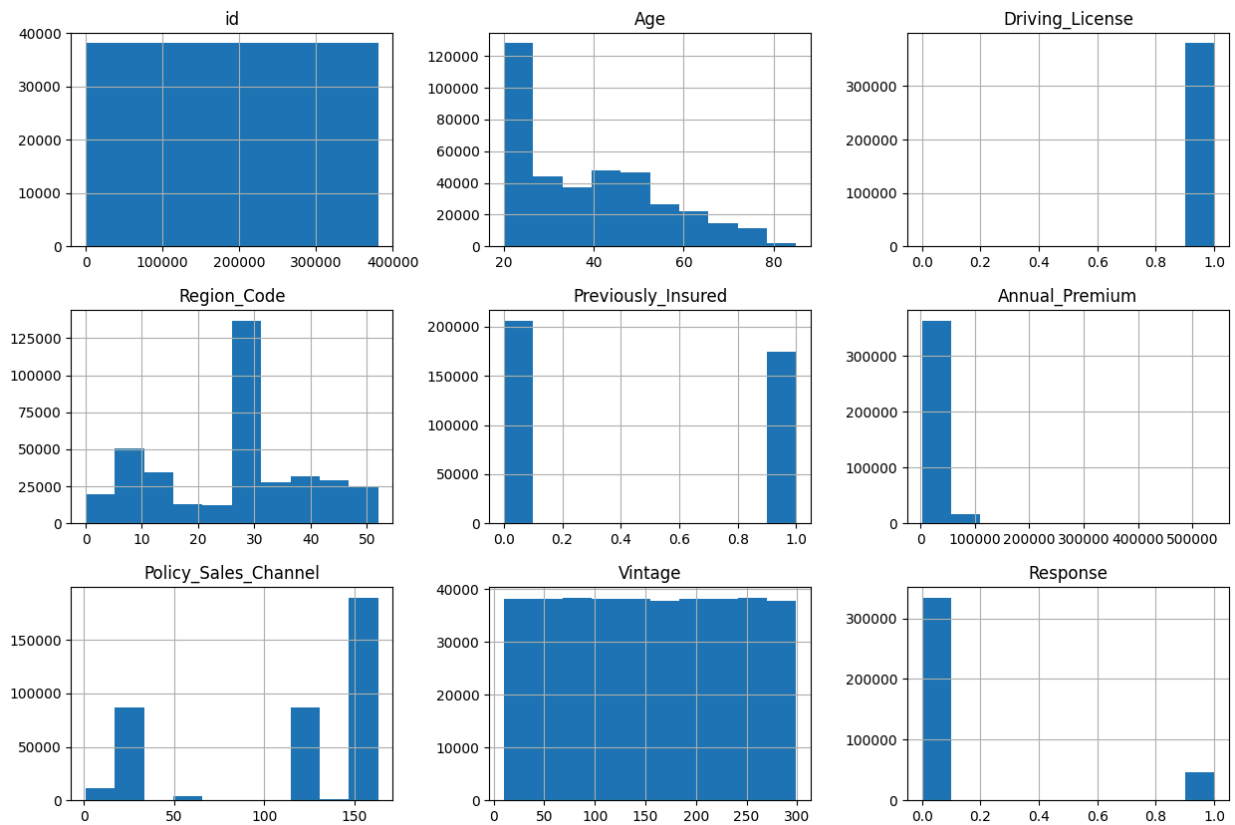 id
40000
30000
20000
10000
0
0 100000 200000 300000 400000
Age
120000
100000
80000
60000
40000
20000
0
20 40 60 80
Driving_License
300000
200000
100000
0
0.0 0.2 0.4 0.6 0.8 1.0
Region_Code
125000
100000
75000
50000
25000
0
0 10 20 30 40 50
Previously_Insured
200000
150000
100000
50000
0
0.0 0.2 0.4 0.6 0.8 1.0
Annual_Premium
300000
200000
100000
0
0 100000 200000 300000 400000 500000
Policy_Sales_Channel
150000
100000
50000
0
0 50 100 150
Vintage
40000
30000
20000
10000
0
0 50 100 150 200 250 300
Response
300000
200000
100000
0
0.0 0.2 0.4 0.6 0.8 1.0